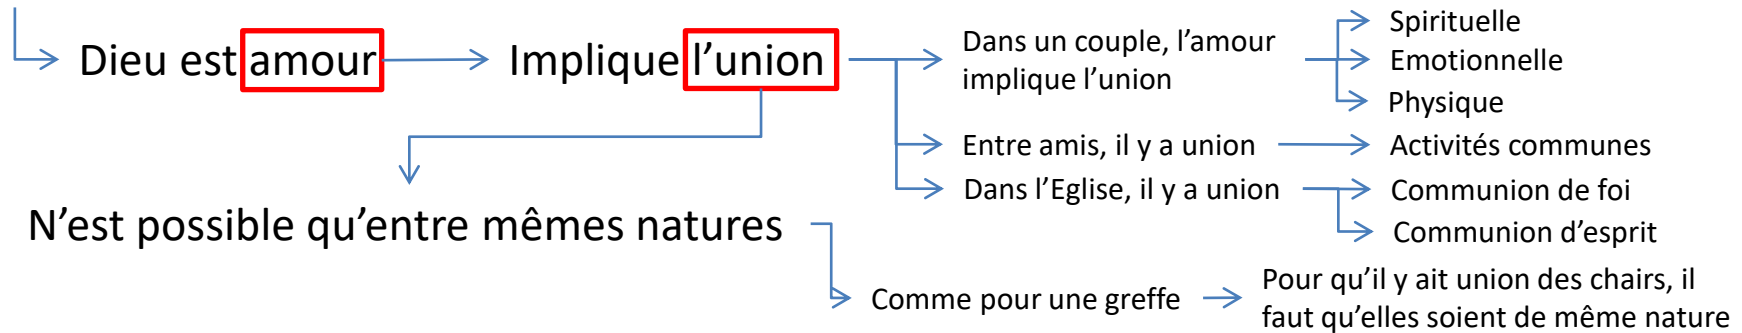 Dieu est amour
Implique l’union
Dans un couple, l’amour
implique l’union
Spirituelle
Emotionnelle
Physique
Entre amis, il y a union
Activités communes
Dans l’Eglise, il y a union
Communion de foi
Communion d’esprit
N’est possible qu’entre mêmes natures
Comme pour une greffe
Pour qu’il y ait union des chairs, il
faut qu’elles soient de même nature